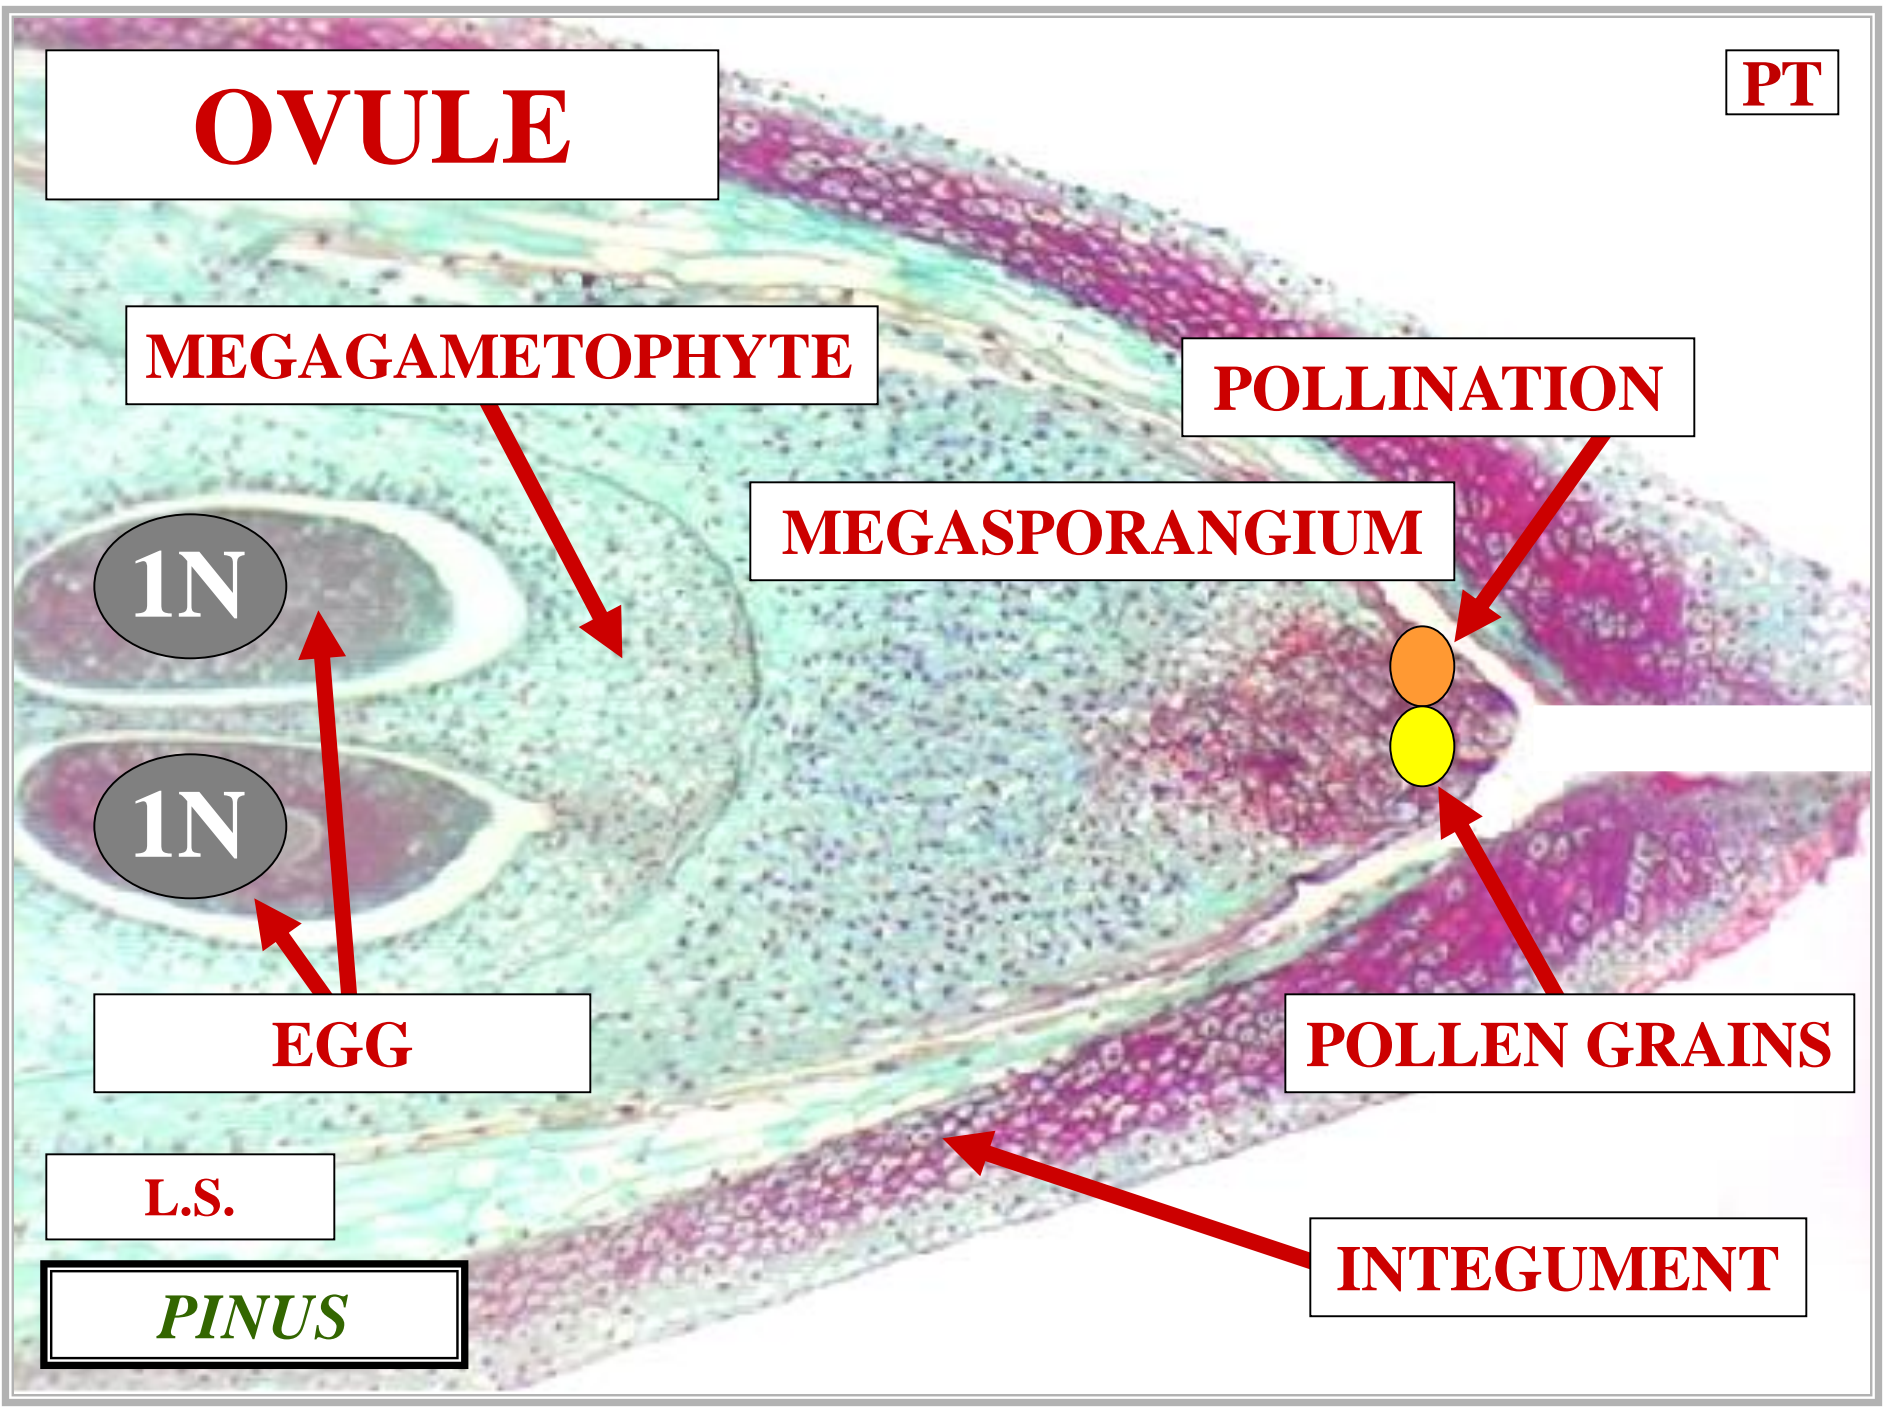 OVULE
PT
MEGAGAMETOPHYTE
POLLINATION
MEGASPORANGIUM
1N
1N
EGG
POLLEN GRAINS
L.S.
INTEGUMENT
PINUS